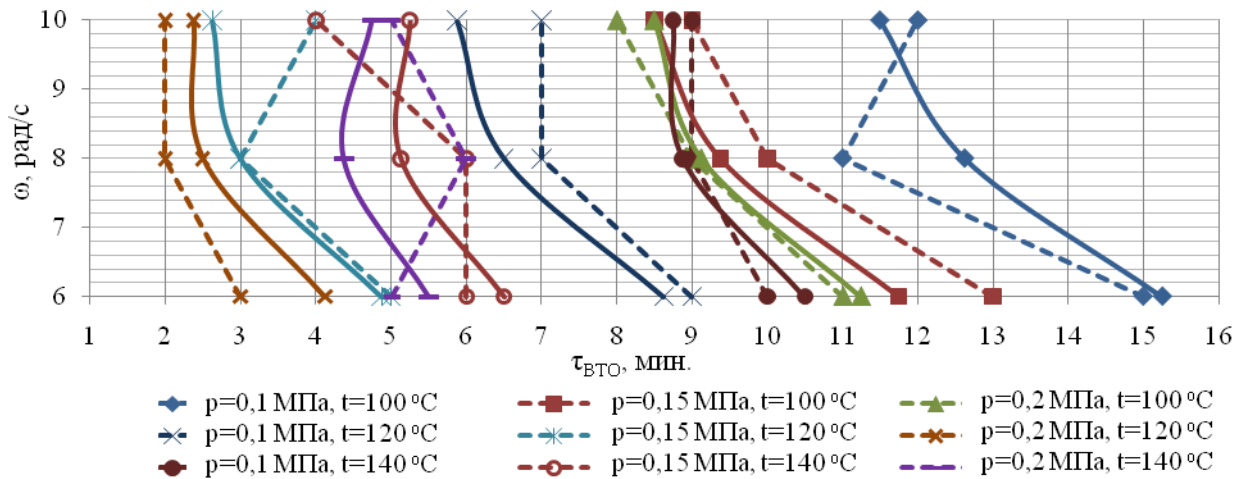 10
9
8
7
6
ω, рад/с
1 2 3 4 5 6 7 8 9 10 11 12 13 14 15 16
τВТО, мин.
p=0,1 МПа, t=100 °C p=0,15 МПа, t=100 °C p=0,2 МПа, t=100 °C
p=0,1 МПа, t=120 °C p=0,15 МПа, t=120 °C p=0,2 МПа, t=120 °C
p=0,1 МПа, t=140 °C p=0,15 МПа, t=140 °C p=0,2 МПа, t=140 °C